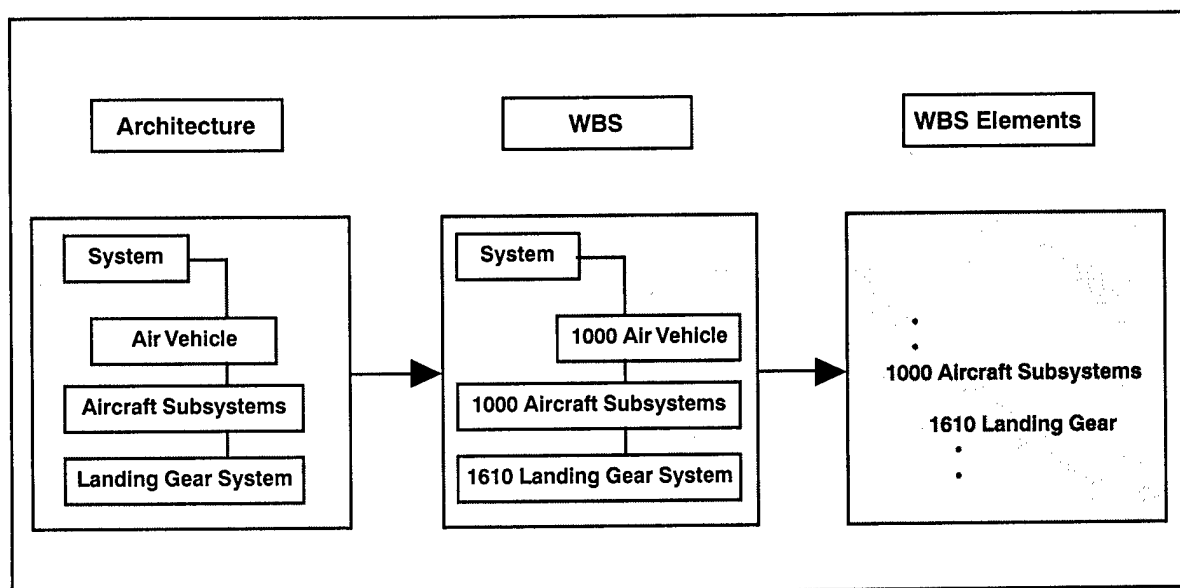 Architecture
WBS
WBS Elements
System
Air Vehicle
Aircraft Subsystems
Landing Gear System
System
1000 Air Vehicle
1000 Aircraft Subsystems
1610 Landing Gear System
1000 Aircraft Subsystems
1610 Landing Gear